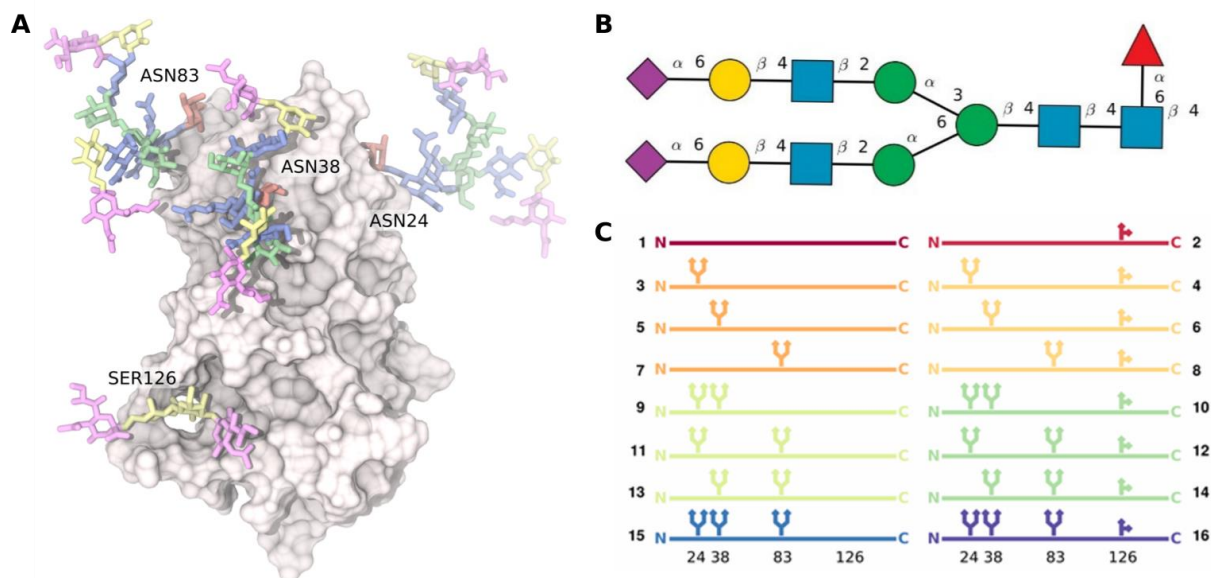 A
ASN83
ASN38
ASN24
SER126
B
α 6 β 4 β 2 α
3
6
β 4 β 4 α
6
β 4
α 6 β 4 β 2 α
C
1 N C N C 2
3 N C N C 4
5 N C N C 6
7 N C N C 8
9 N C N C 10
11 N C N C 12
13 N C N C 14
15 N C N C 16
24 38 83 126 24 38 83 126